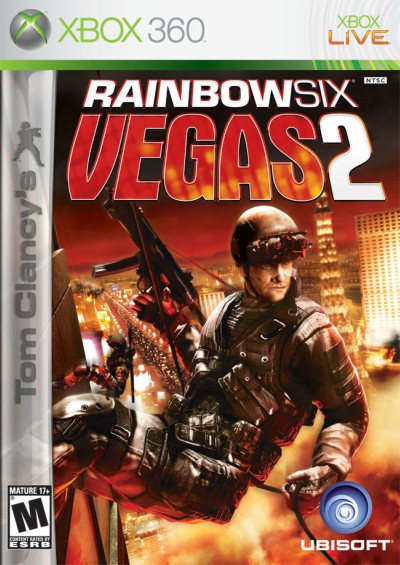 XBOX 360
XBOX
LIVE
NTSC
RAINBOWSIX
VEGAS2
Tom Clancy's
MATURE 17+
M
CONTENT RATED BY
ESRB
UBISOFT